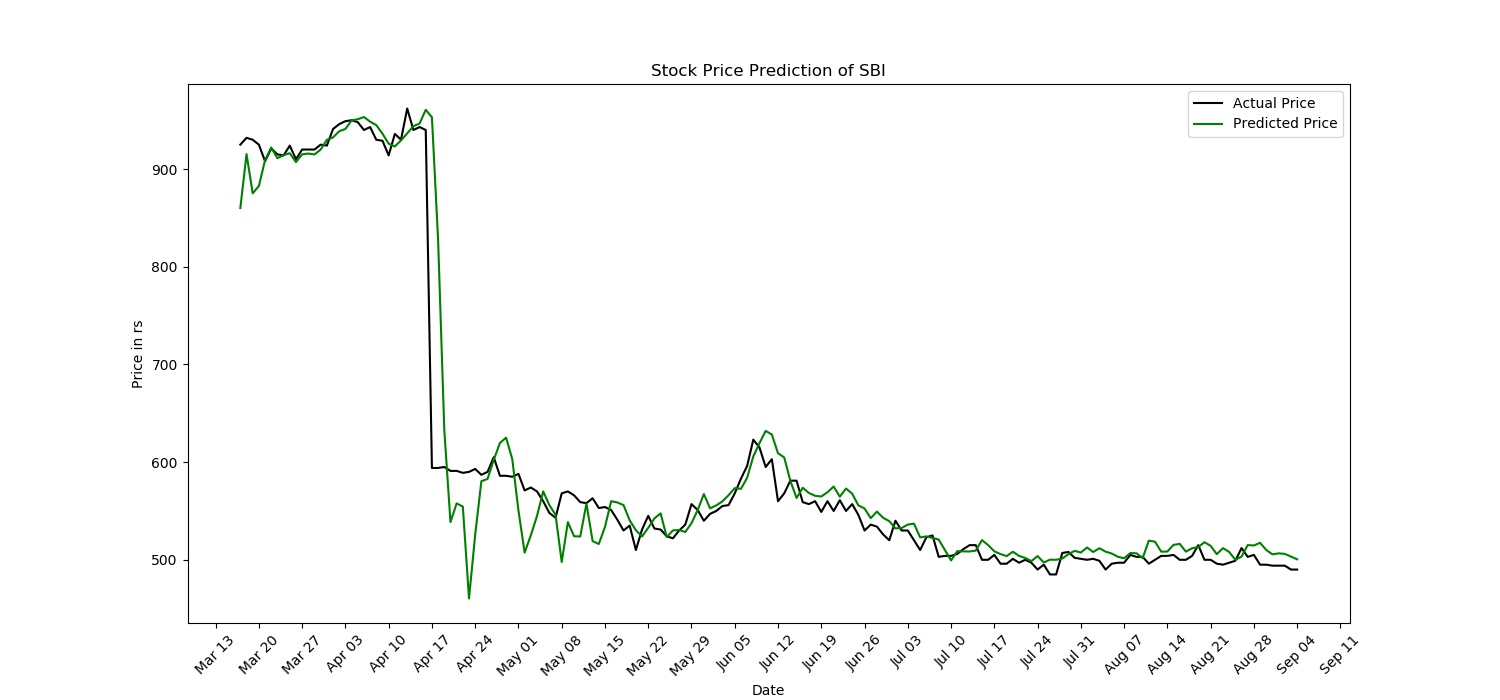 Stock Price Prediction of SBI
Actual Price
Predicted Price
900
800
700
600
500
Price in rs
Mar 13
Mar 20
Mar 27
Apr 03
Apr 10
Apr 17
Apr 24
May 01
May 08
May 15
May 22
May 29
Jun 05
Jun 12
Jun 19
Jun 26
Jul 03
Jul 10
Jul 17
Jul 24
Jul 31
Aug 07
Aug 14
Aug 21
Aug 28
Sep 04
Sep 11
Date